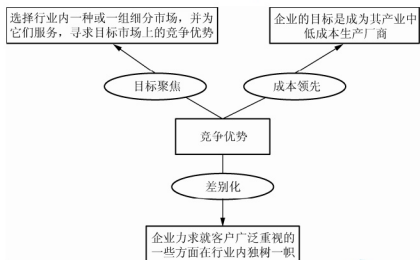 选择行业内一种或一组细分市场，并为
它们服务，寻求目标市场上的竞争优势
企业的目标是成为其产业中
低成本生产厂商
目标聚焦
成本领先
竞争优势
差别化
企业力求就客户广泛重视的
一些方面在行业内独树一帜